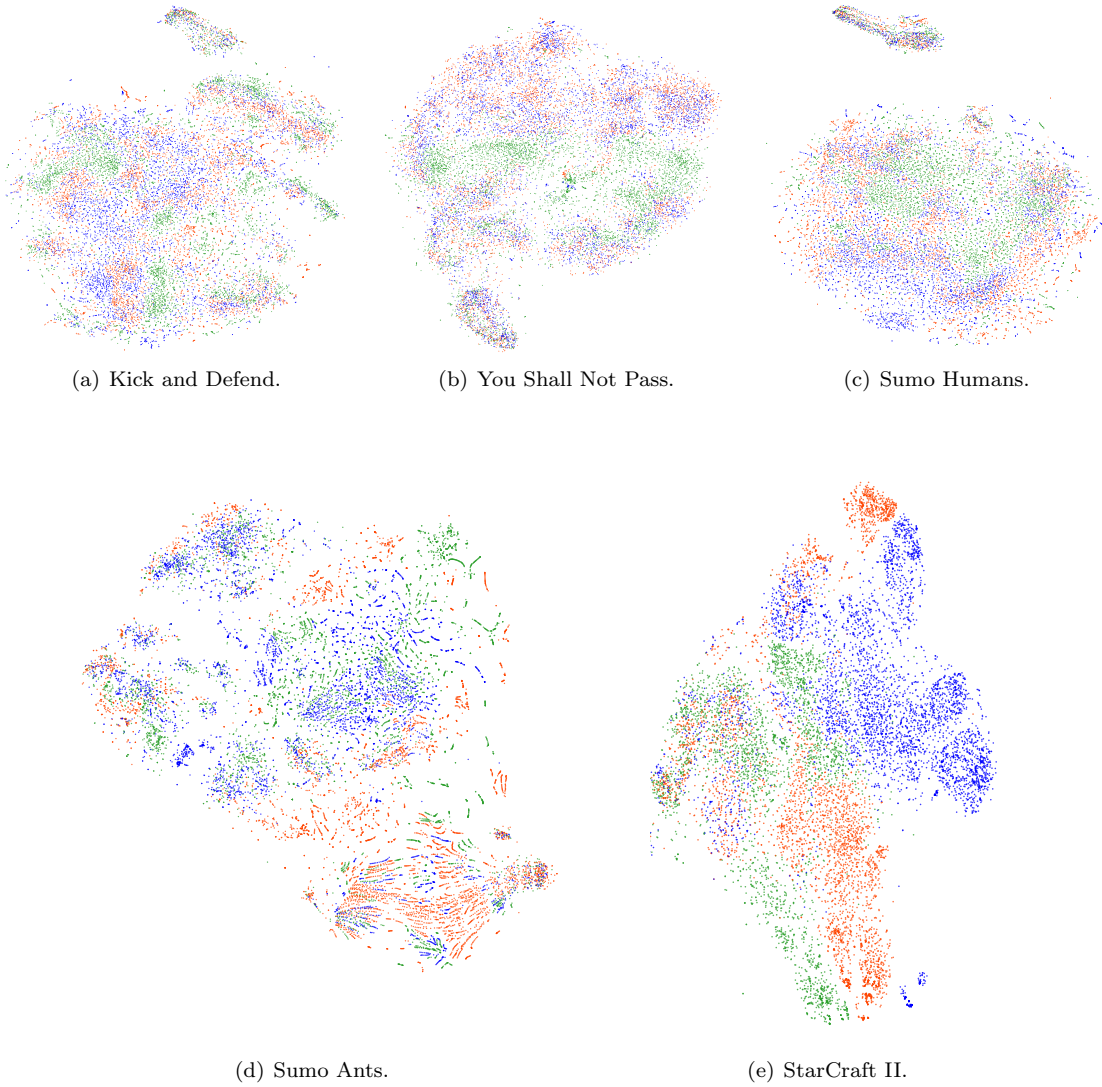 (a) Kick and Defend.
(b) You Shall Not Pass.
(c) Sumo Humans.
(d) Sumo Ants.
(e) StarCraft II.